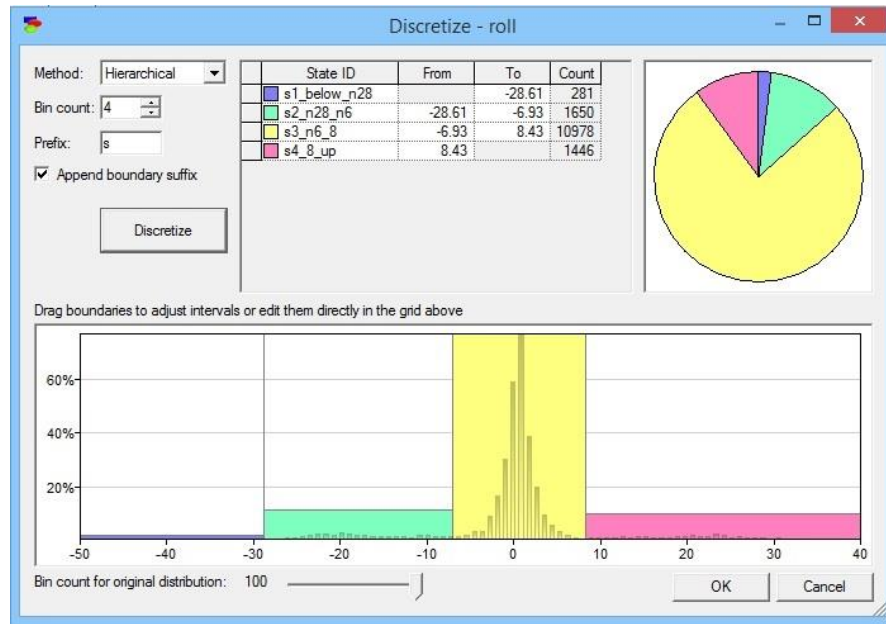 Discretize - roll
Method: Hierarchical
Bin count: 4
Prefix: s
Append boundary suffix
Discretize
State ID From To Count
s1_below_n28 -28.61 281
s2_n28_n6 -28.61 -6.93 1650
s3_n6_8 -6.93 8.43 10978
s4_8_up 8.43 1446
Drag boundaries to adjust intervals or edit them directly in the grid above
60%
40%
20%
-50 -40 -30 -20 -10 0 10 20 30 40
Bin count for original distribution: 100
OK Cancel